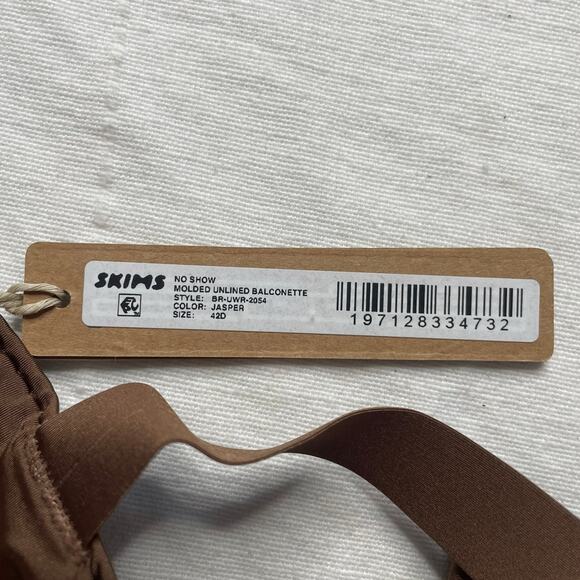 SKIMS
NO SHOW
MOLDED UNLINED BALCONETTE
STYLE: BR-UWR-2054
COLOR: JASPER
SIZE: 42D
197128334732